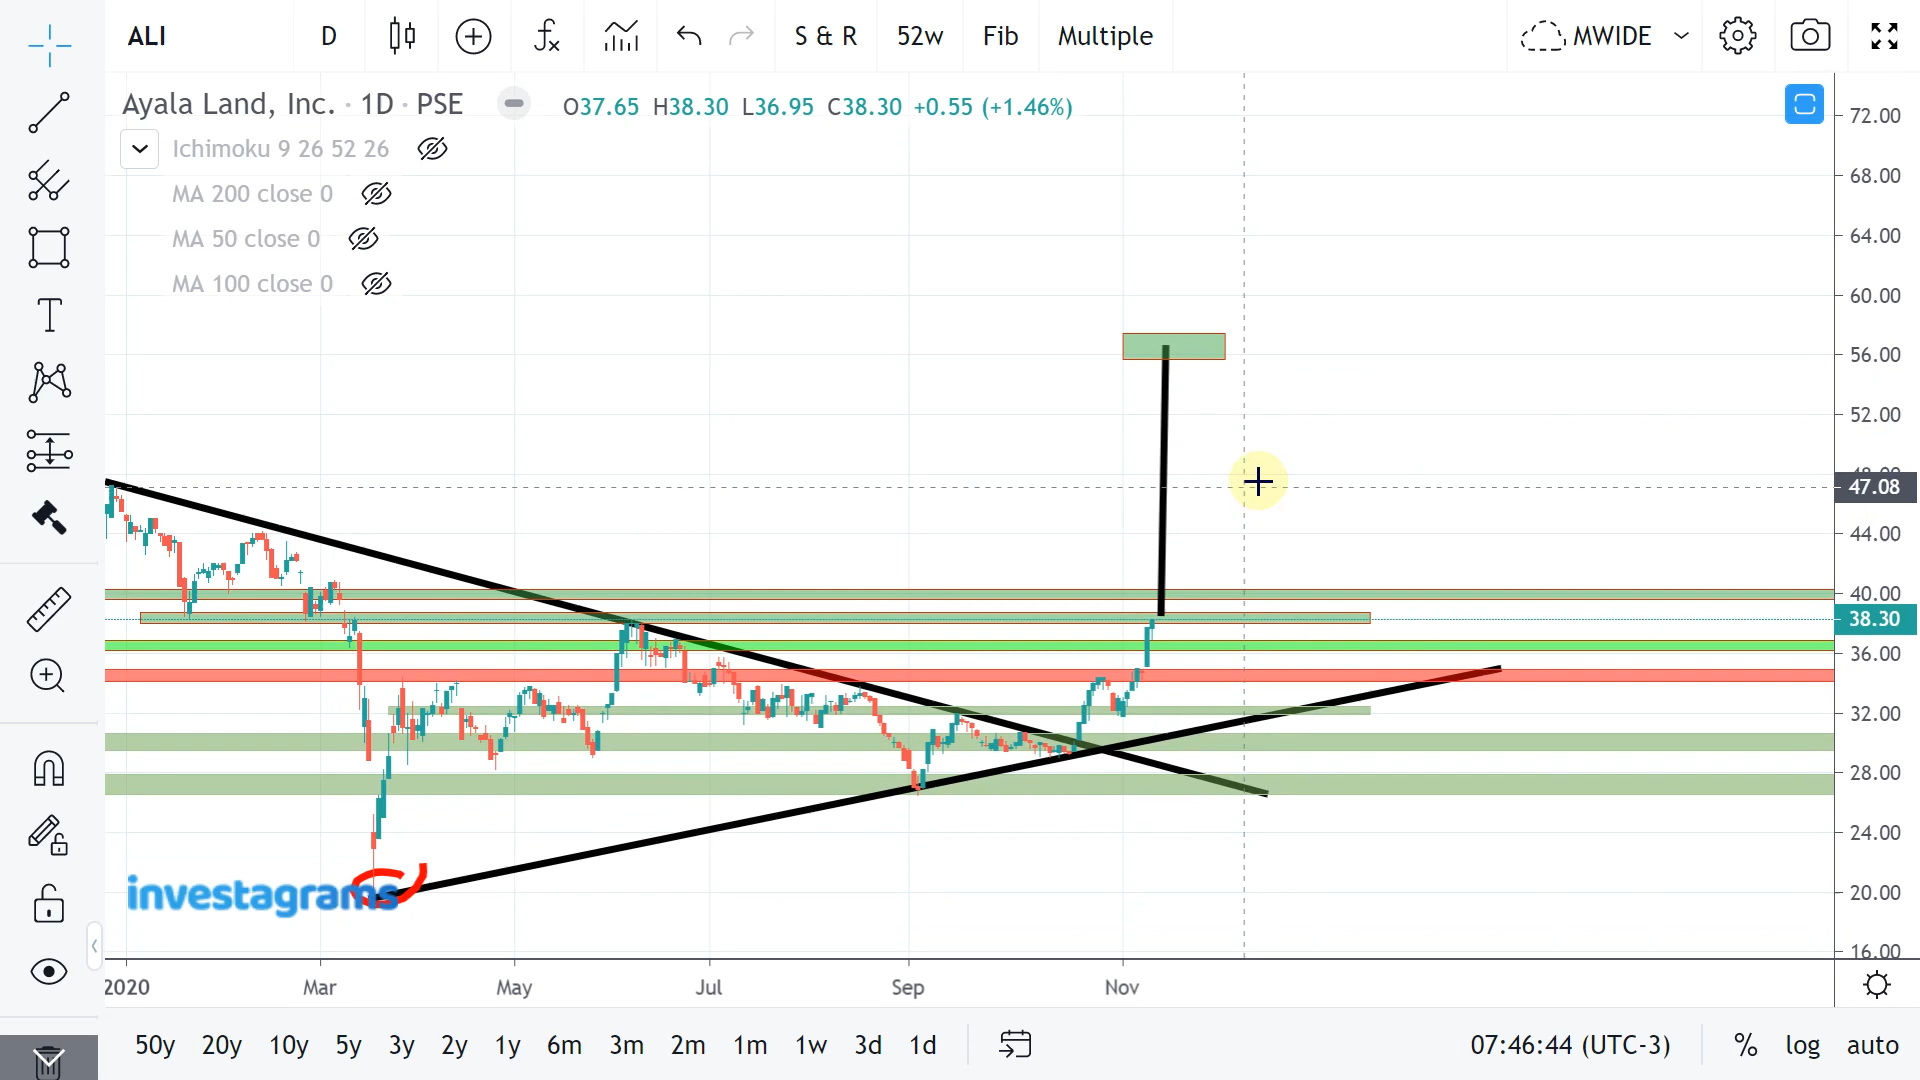 ALI D S & R 52w Fib Multiple MWIDE
Ayala Land, Inc. · 1D · PSE O37.65 H38.30 L36.95 C38.30 +0.55 (+1.46%)
Ichimoku 9 26 52 26
MA 200 close 0
MA 50 close 0
MA 100 close 0
72.00
68.00
64.00
60.00
56.00
52.00
48.00
47.08
44.00
40.00
38.30
36.00
32.00
28.00
24.00
20.00
16.00
investagrams
2020 Mar May Jul Sep Nov
50y 20y 10y 5y 3y 2y 1y 6m 3m 2m 1m 1w 3d 1d 07:46:44 (UTC-3) % log auto